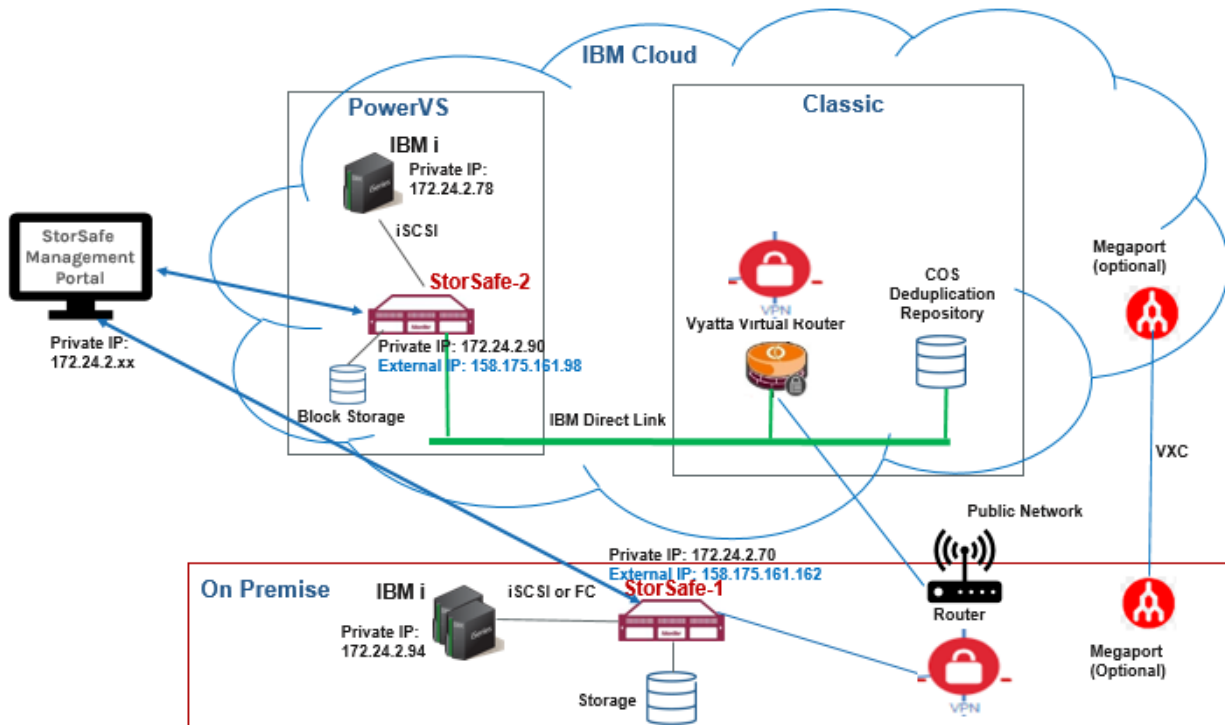 IBM Cloud
PowerVS
Classic
IBM i
Private IP:
172.24.2.78
iSeries
iSCSI
StorSafe
Management
Portal
Private IP:
172.24.2.xx
StorSafe-2
Private IP: 172.24.2.90
External IP: 158.175.161.98
Block Storage
VPN
Vyatta Virtual Router
COS
Deduplication
Repository
IBM Direct Link
Megaport
(optional)
VXC
Public Network
Router
On Premise
IBM i
Private IP:
172.24.2.94
iSCSI or FC
Private IP: 172.24.2.70
External IP: 158.175.161.162
StorSafe-1
Storage
VPN
Megaport
(Optional)